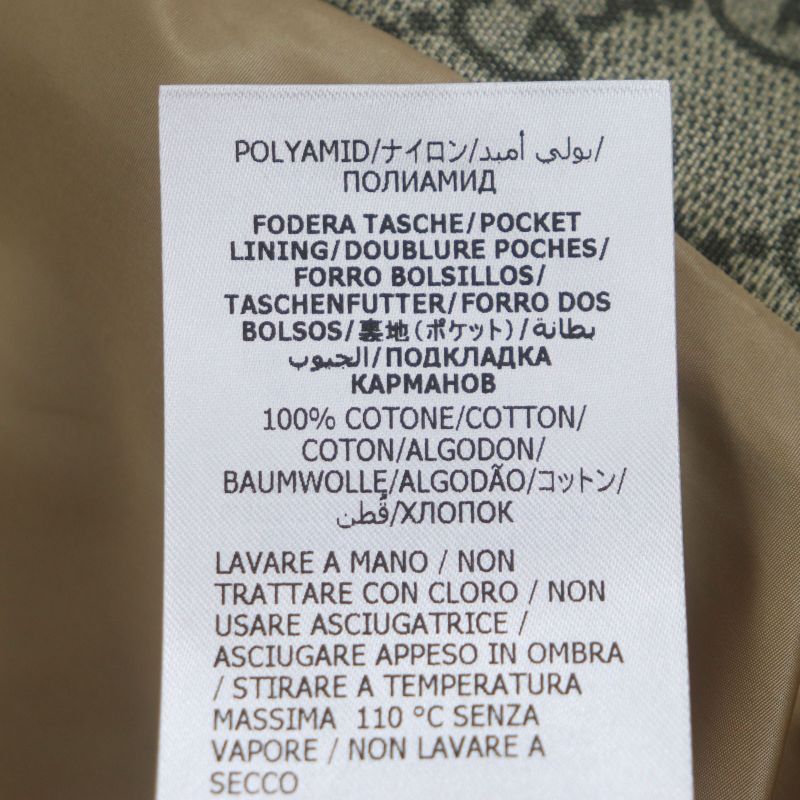 POLYAMID/ナイロン/بولي أميد/
ПОЛИАМИД
FODERA TASCHE/POCKET
LINING/DOUBLURE POCHES/
FORRO BOLSILLOS/
TASCHENFUTTER/FORRO DOS
BOLSOS/裏地(ポケット)/بطانة
الجيوب/ПОДКЛАДКА
КАРМАНОВ
100% COTONE/COTTON/
COTON/ALGODON/
BAUMWOLLE/ALGODÃO/コットン/
قُطن/ХЛОПОК
LAVARE A MANO / NON
TRATTARE CON CLORO / NON
USARE ASCIUGATRICE /
ASCIUGARE APPESO IN OMBRA
/ STIRARE A TEMPERATURA
MASSIMA 110 °C SENZA
VAPORE / NON LAVARE A
SECCO